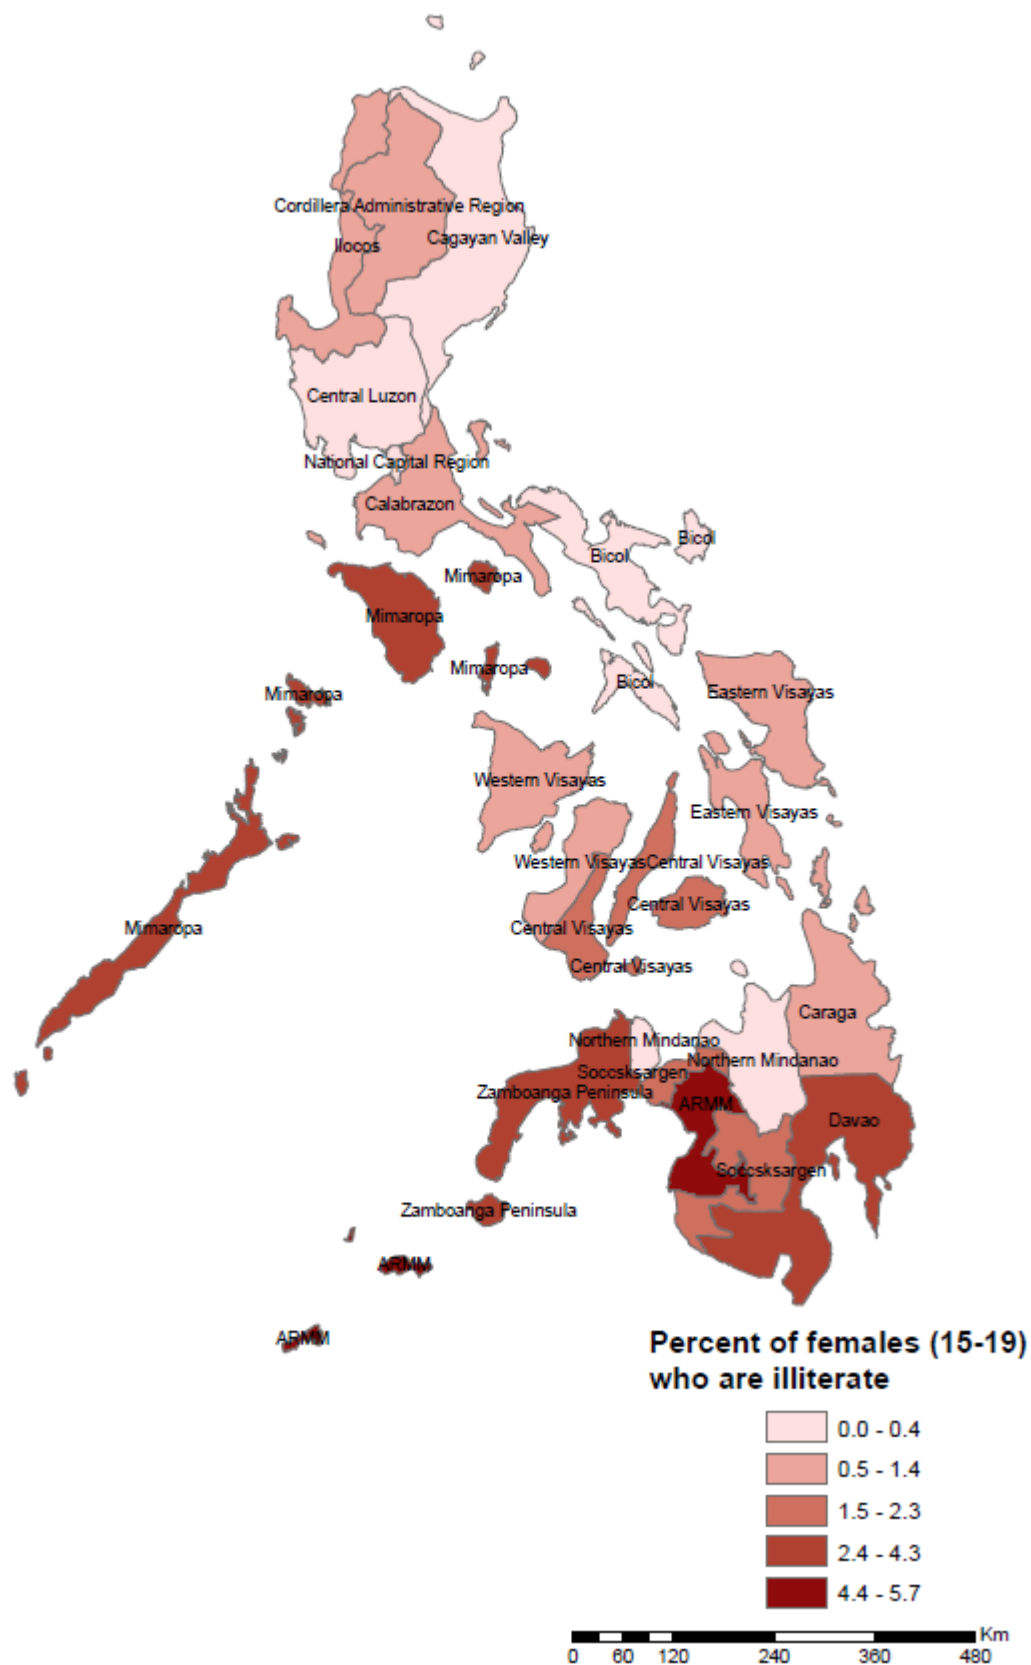 Cordillera Administrative Region
Cagayan Valley
Ilocos
Central Luzon
National Capital Region
Calabrazon
Bicol
Bicol
Mimaropa
Mimaropa
Mimaropa
Bicol
Mimaropa
Eastern Visayas
Western Visayas
Eastern Visayas
Western Visayas
Central Visayas
Central Visayas
Mimaropa
Central Visayas
Central Visayas
Caraga
Northern Mindanao
Northern Mindanao
Soccsksargen
Zamboanga Peninsula
ARMM
Davao
Soccsksargen
Zamboanga Peninsula
ARMM
ARMM
Percent of females (15-19)
who are illiterate
0.0 - 0.4
0.5 - 1.4
1.5 - 2.3
2.4 - 4.3
4.4 - 5.7
Km
0 60 120 240 360 480